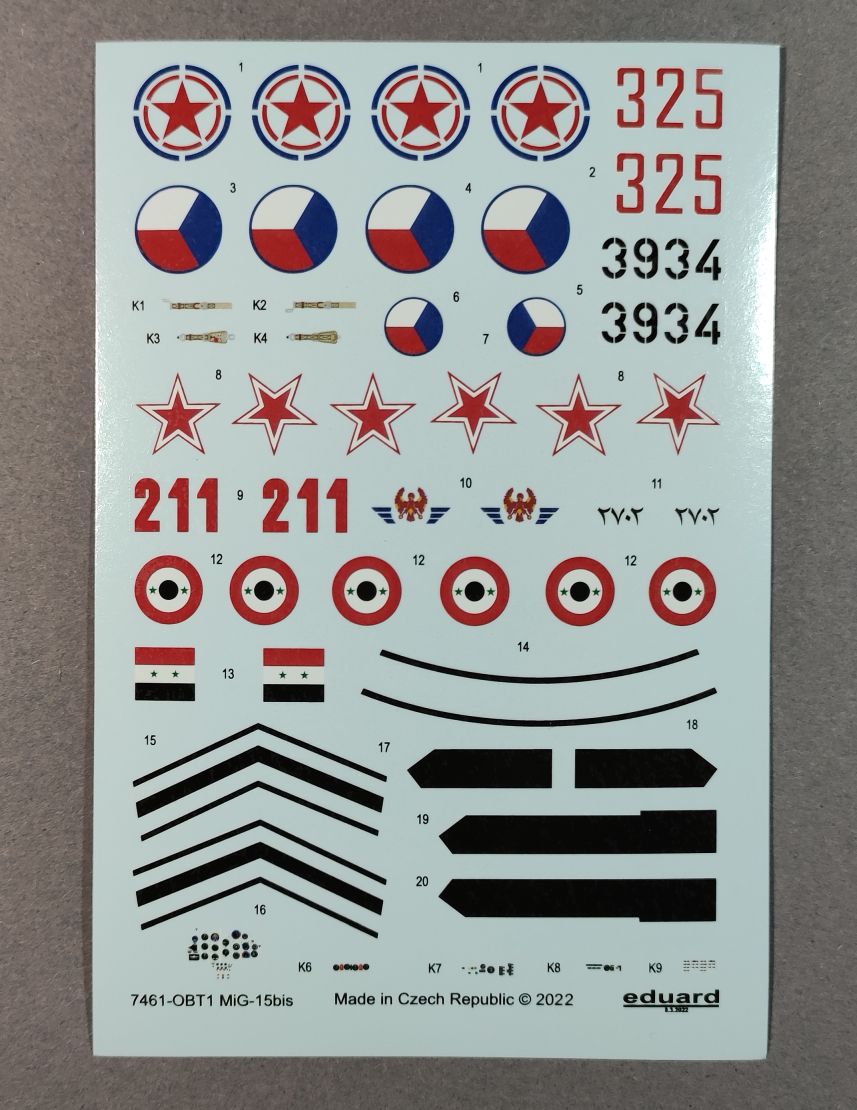 1 1 325
2 325
3 4
3934
K1 K2 6 5
K3 K4 7 3934
8 8
211 9 211 10 11 ٢٧٠٢ ٢٧٠٢
12 12 12
13 14
15 17 18
19
20
16
K6 K7 K8 K9
7461-OBT1 MiG-15bis Made in Czech Republic © 2022 eduard